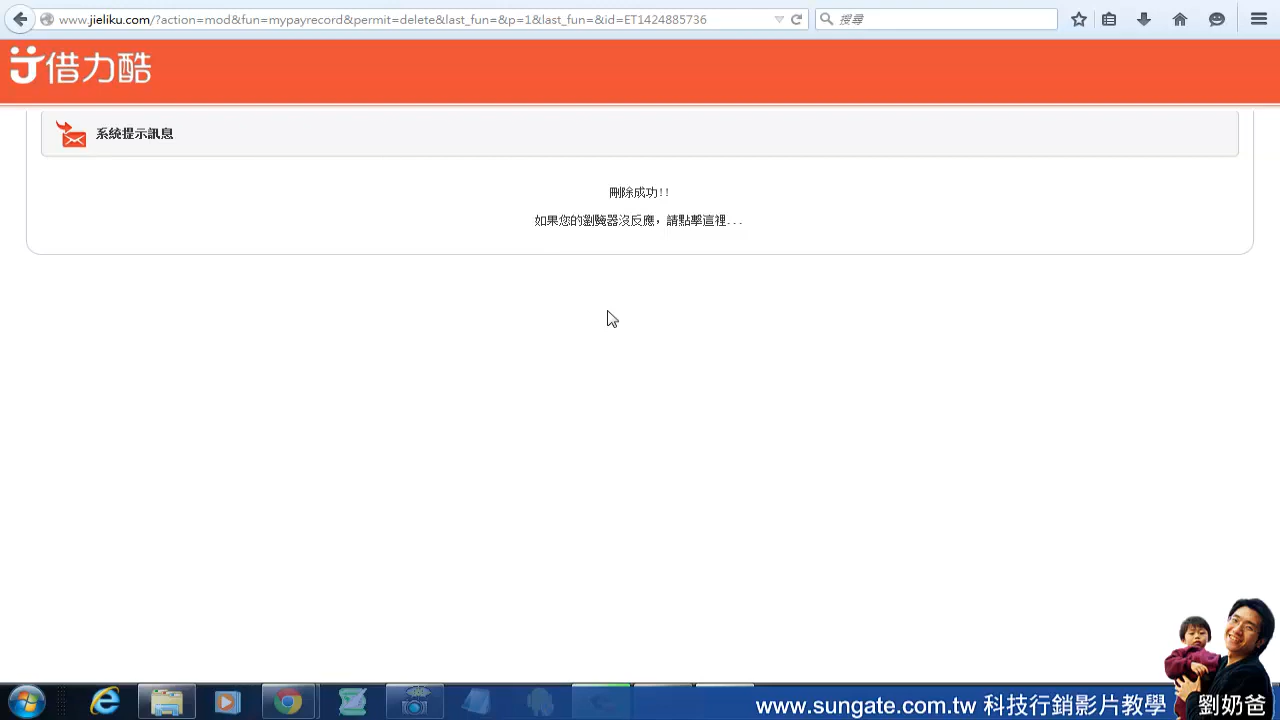 www.jieliku.com/?action=mod&fun=mypayrecord&permit=delete&last_fun=&p=1&last_fun=&id=ET1424885736
搜尋
借力酷
系統提示訊息
刪除成功!!
如果您的瀏覽器沒反應，請點擊這裡...
www.sungate.com.tw 科技行銷影片教學
劉奶爸